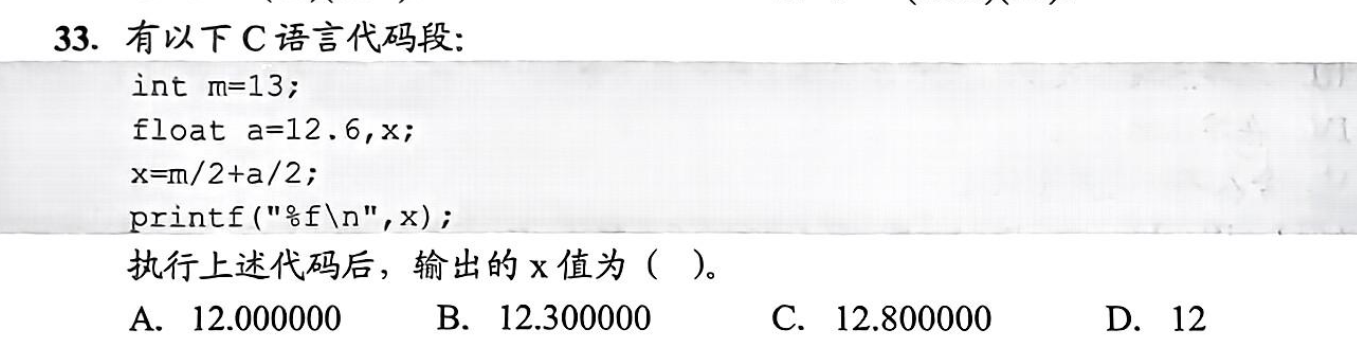 33. 有以下 C 语言代码段:
int m=13;
float a=12.6,x;
x=m/2+a/2;
printf("%f\n",x);
执行上述代码后，输出的 x 值为（ ）。
A. 12.000000 B. 12.300000 C. 12.800000 D. 12